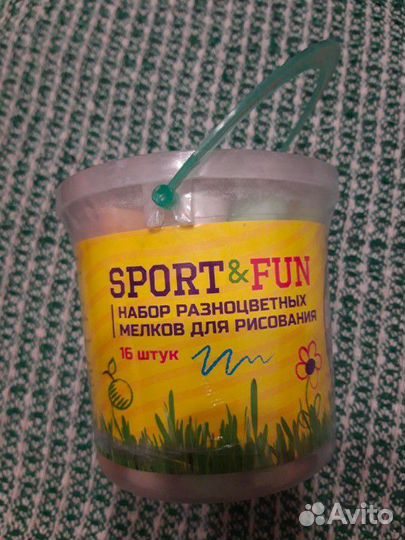 SPORT & FUN
НАБОР РАЗНОЦВЕТНЫХ
МЕЛКОВ ДЛЯ РИСОВАНИЯ
16 ШТУК
Avito